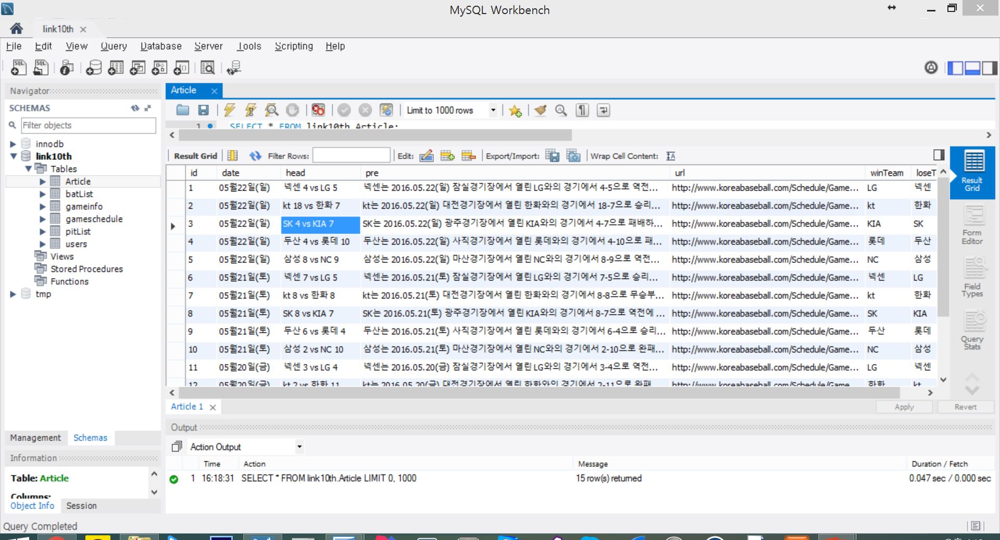 MySQL Workbench
link10th
File Edit View Query Database Server Tools Scripting Help
Navigator
SCHEMAS
Filter objects
innodb
link10th
Tables
Article
batList
gameinfo
gameschedule
pitList
users
Views
Stored Procedures
Functions
tmp
Management Schemas
Information
Table: Article
Columns:
Object Info Session
Query Completed
Article
Limit to 1000 rows
1 SELECT * FROM link10th.Article;
Result Grid Filter Rows: Edit: Export/Import: Wrap Cell Content:
id date head pre url winTeam loseT
1 05월22일(일) 넥센 4 vs LG 5 넥센는 2016.05.22(일) 잠실경기장에서 열린 LG와의 경기에서 4-5으로 역전... http://www.koreabaseball.com/Schedule/Game... LG 넥센
2 05월22일(일) kt 18 vs 한화 7 kt는 2016.05.22(일) 대전경기장에서 열린 한화와의 경기에서 18-7으로 승리... http://www.koreabaseball.com/Schedule/Game... kt 한화
3 05월22일(일) SK 4 vs KIA 7 SK는 2016.05.22(일) 광주경기장에서 열린 KIA와의 경기에서 4-7으로 패배하... http://www.koreabaseball.com/Schedule/Game... KIA SK
4 05월22일(일) 두산 4 vs 롯데 10 두산는 2016.05.22(일) 사직경기장에서 열린 롯데와의 경기에서 4-10으로 패... http://www.koreabaseball.com/Schedule/Game... 롯데 두산
5 05월22일(일) 삼성 8 vs NC 9 삼성는 2016.05.22(일) 마산경기장에서 열린 NC와의 경기에서 8-9으로 역전... http://www.koreabaseball.com/Schedule/Game... NC 삼성
6 05월21일(토) 넥센 7 vs LG 5 넥센는 2016.05.21(토) 잠실경기장에서 열린 LG와의 경기에서 7-5으로 승리... http://www.koreabaseball.com/Schedule/Game... 넥센 LG
7 05월21일(토) kt 8 vs 한화 8 kt는 2016.05.21(토) 대전경기장에서 열린 한화와의 경기에서 8-8으로 무승부... http://www.koreabaseball.com/Schedule/Game... kt 한화
8 05월21일(토) SK 8 vs KIA 7 SK는 2016.05.21(토) 광주경기장에서 열린 KIA와의 경기에서 8-7으로 역전에 ... http://www.koreabaseball.com/Schedule/Game... SK KIA
9 05월21일(토) 두산 6 vs 롯데 4 두산는 2016.05.21(토) 사직경기장에서 열린 롯데와의 경기에서 6-4으로 승리... http://www.koreabaseball.com/Schedule/Game... 두산 롯데
10 05월21일(토) 삼성 2 vs NC 10 삼성는 2016.05.21(토) 마산경기장에서 열린 NC와의 경기에서 2-10으로 완패... http://www.koreabaseball.com/Schedule/Game... NC 삼성
11 05월20일(금) 넥센 3 vs LG 4 넥센는 2016.05.20(금) 잠실경기장에서 열린 LG와의 경기에서 3-4으로 역전... http://www.koreabaseball.com/Schedule/Game... LG 넥센
12 05월20일(금) kt 2 vs 한화 11 kt는 2016.05.20(금) 대전경기장에서 열린 한화와의 경기에서 2-11으로 완패 http://www.koreabaseball.com/Schedule/Game 한화 kt
Result
Grid
Form
Editor
Field
Types
Query
Stats
Article 1
Apply Revert
Output
Action Output
Time Action Message Duration / Fetch
1 16:18:31 SELECT * FROM link10th.Article LIMIT 0, 1000 15 row(s) returned 0.047 sec / 0.000 sec